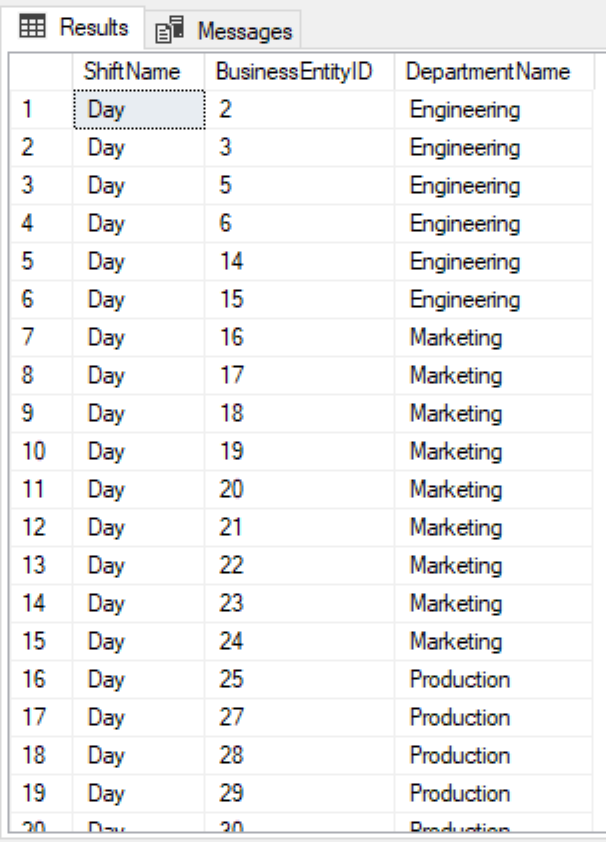 Results Messages
ShiftName BusinessEntityID DepartmentName
1 Day 2 Engineering
2 Day 3 Engineering
3 Day 5 Engineering
4 Day 6 Engineering
5 Day 14 Engineering
6 Day 15 Engineering
7 Day 16 Marketing
8 Day 17 Marketing
9 Day 18 Marketing
10 Day 19 Marketing
11 Day 20 Marketing
12 Day 21 Marketing
13 Day 22 Marketing
14 Day 23 Marketing
15 Day 24 Marketing
16 Day 25 Production
17 Day 27 Production
18 Day 28 Production
19 Day 29 Production
20 Day 30 Production